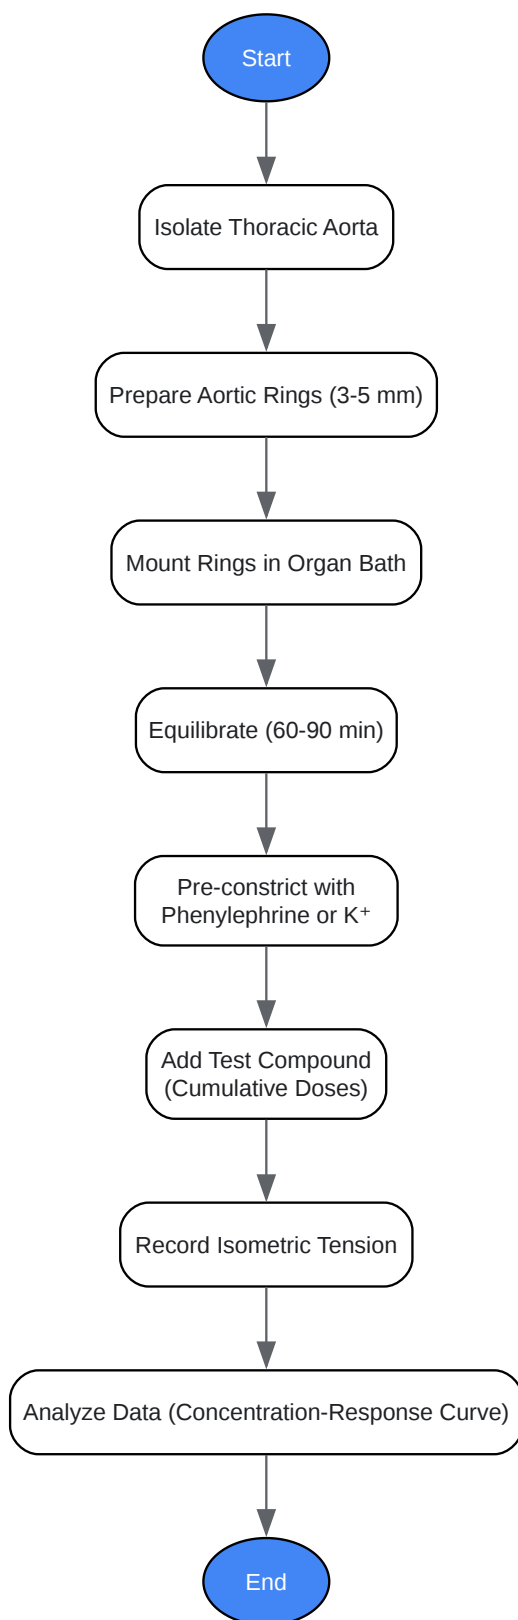 Start
Isolate Thoracic Aorta
Prepare Aortic Rings (3-5 mm)
Mount Rings in Organ Bath
Equilibrate (60-90 min)
Pre-constrict with
Phenylephrine or K⁺
Add Test Compound
(Cumulative Doses)
Record Isometric Tension
Analyze Data (Concentration-Response Curve)
End